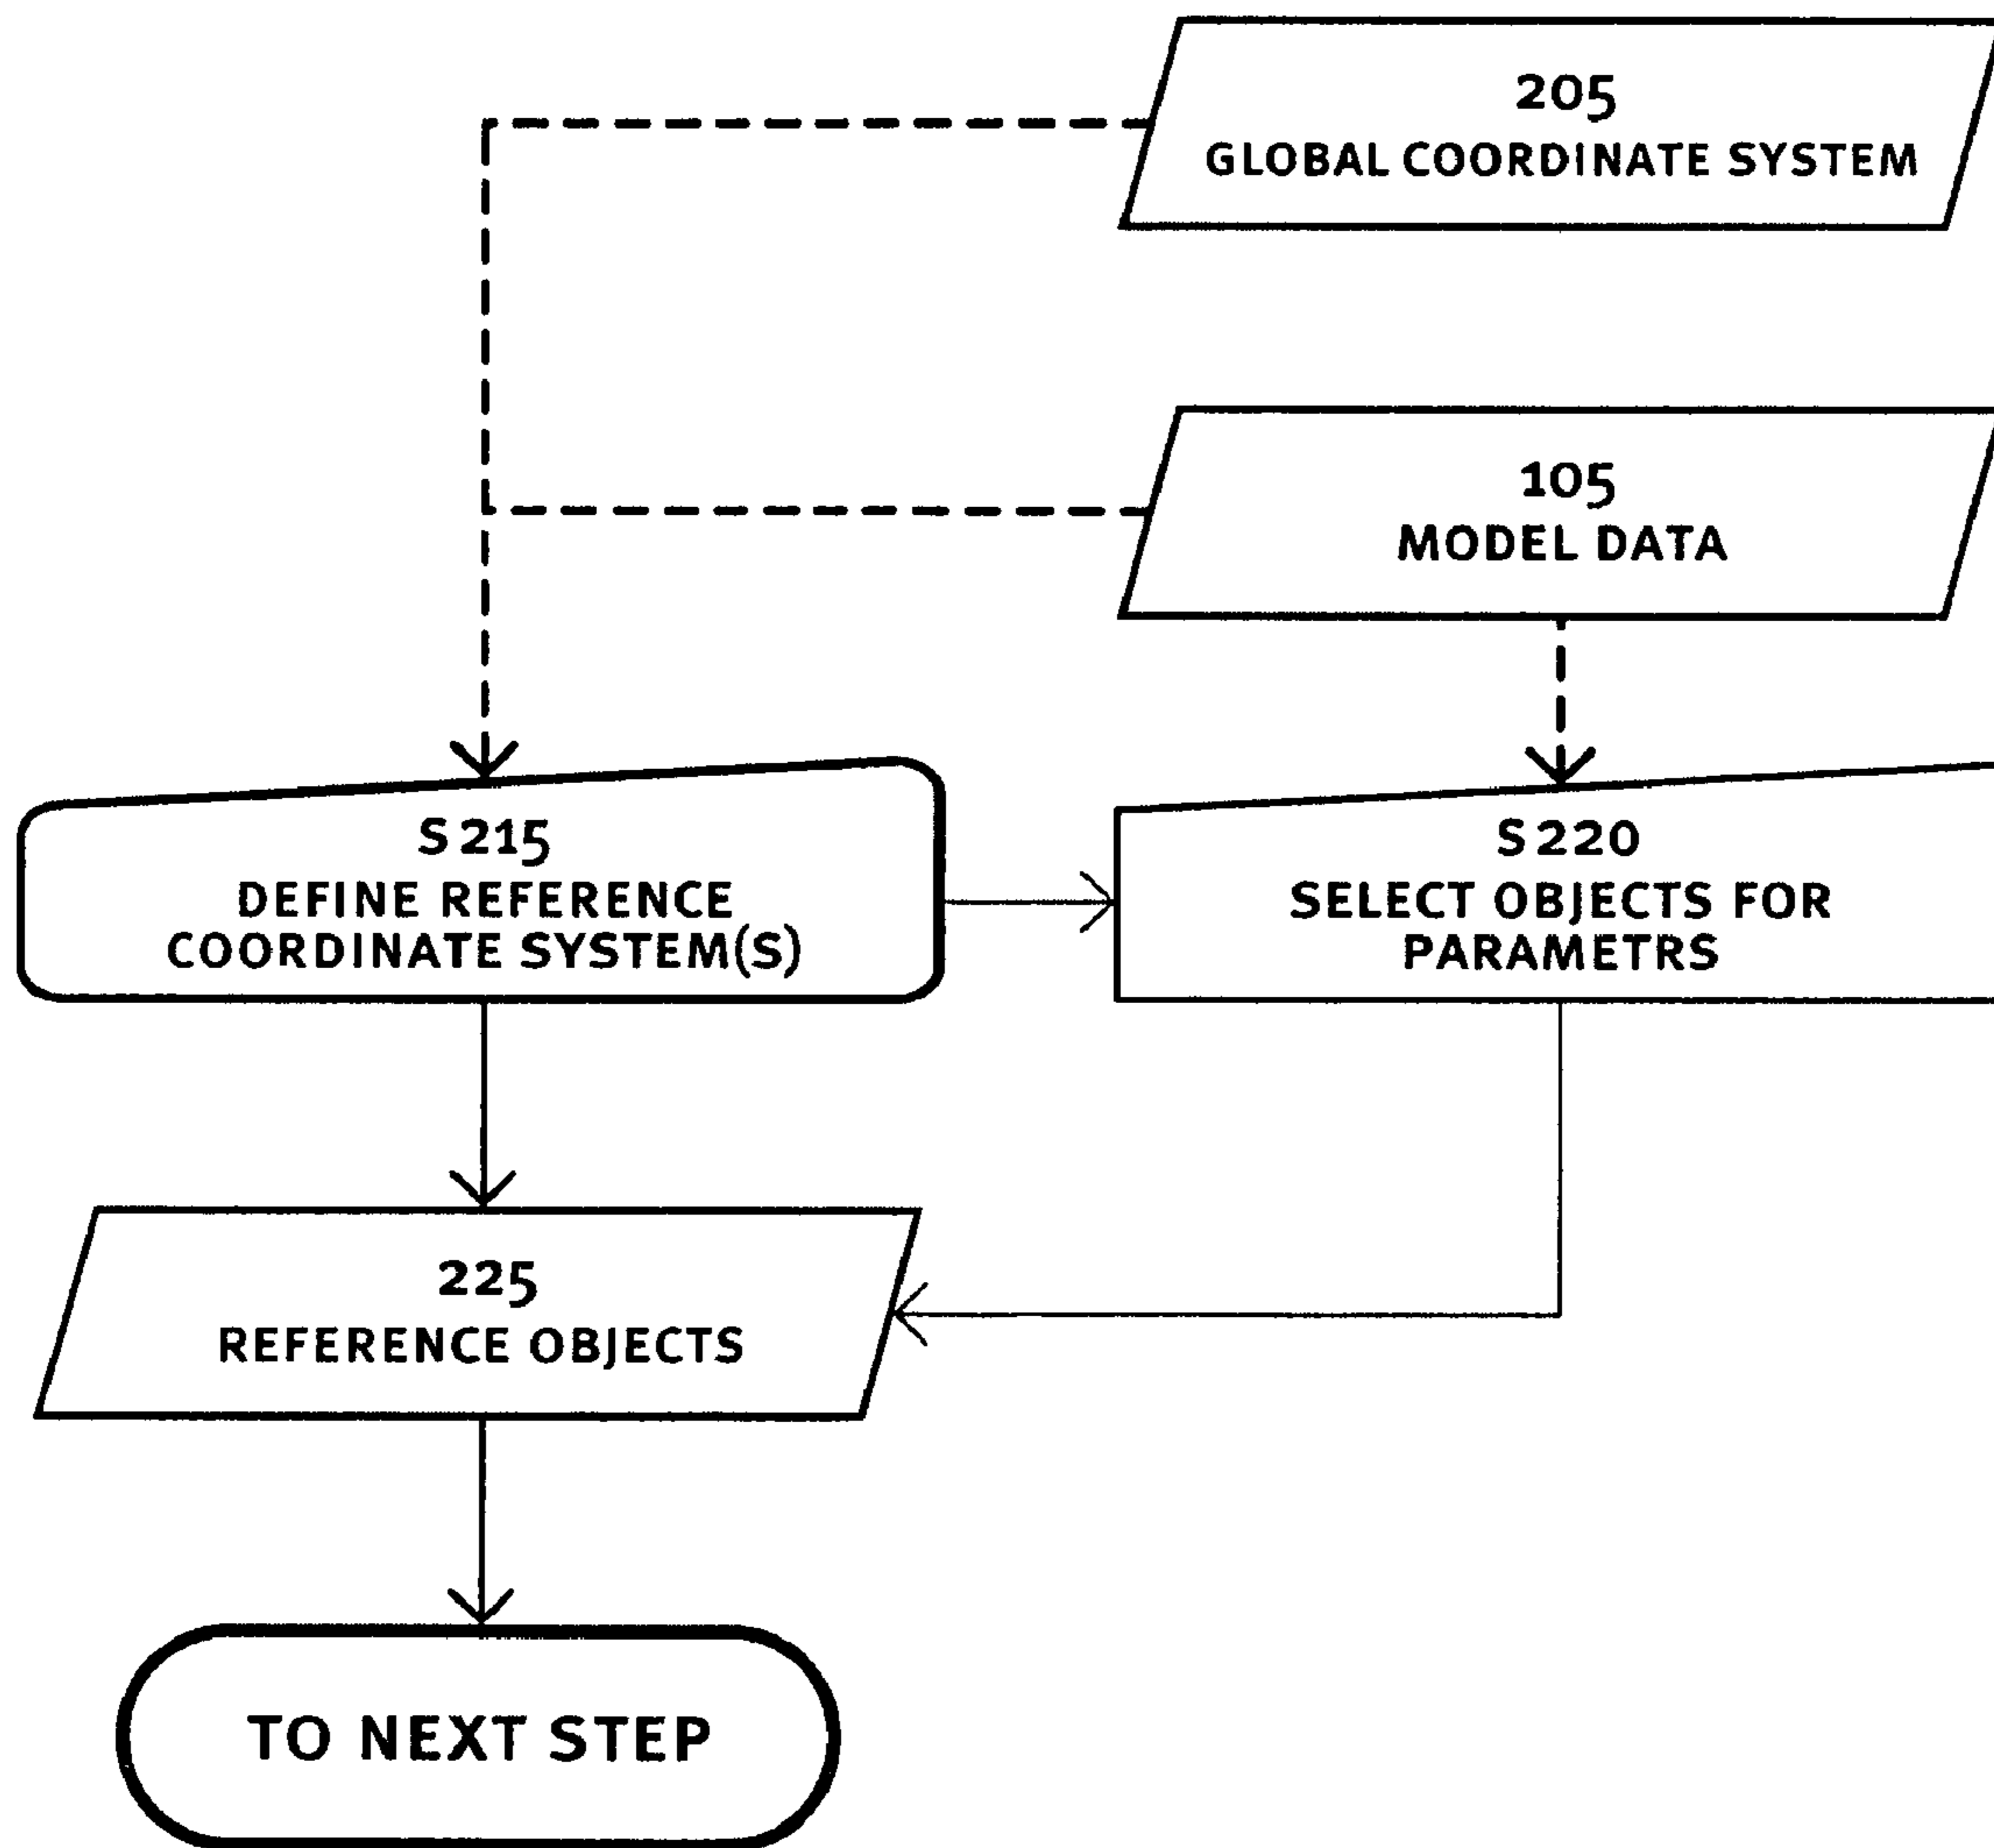 205
GLOBAL COORDINATE SYSTEM
105
MODEL DATA
S 215
DEFINE REFERENCE
COORDINATE SYSTEM(S)
S 220
SELECT OBJECTS FOR
PARAMETRS
225
REFERENCE OBJECTS
TO NEXT STEP